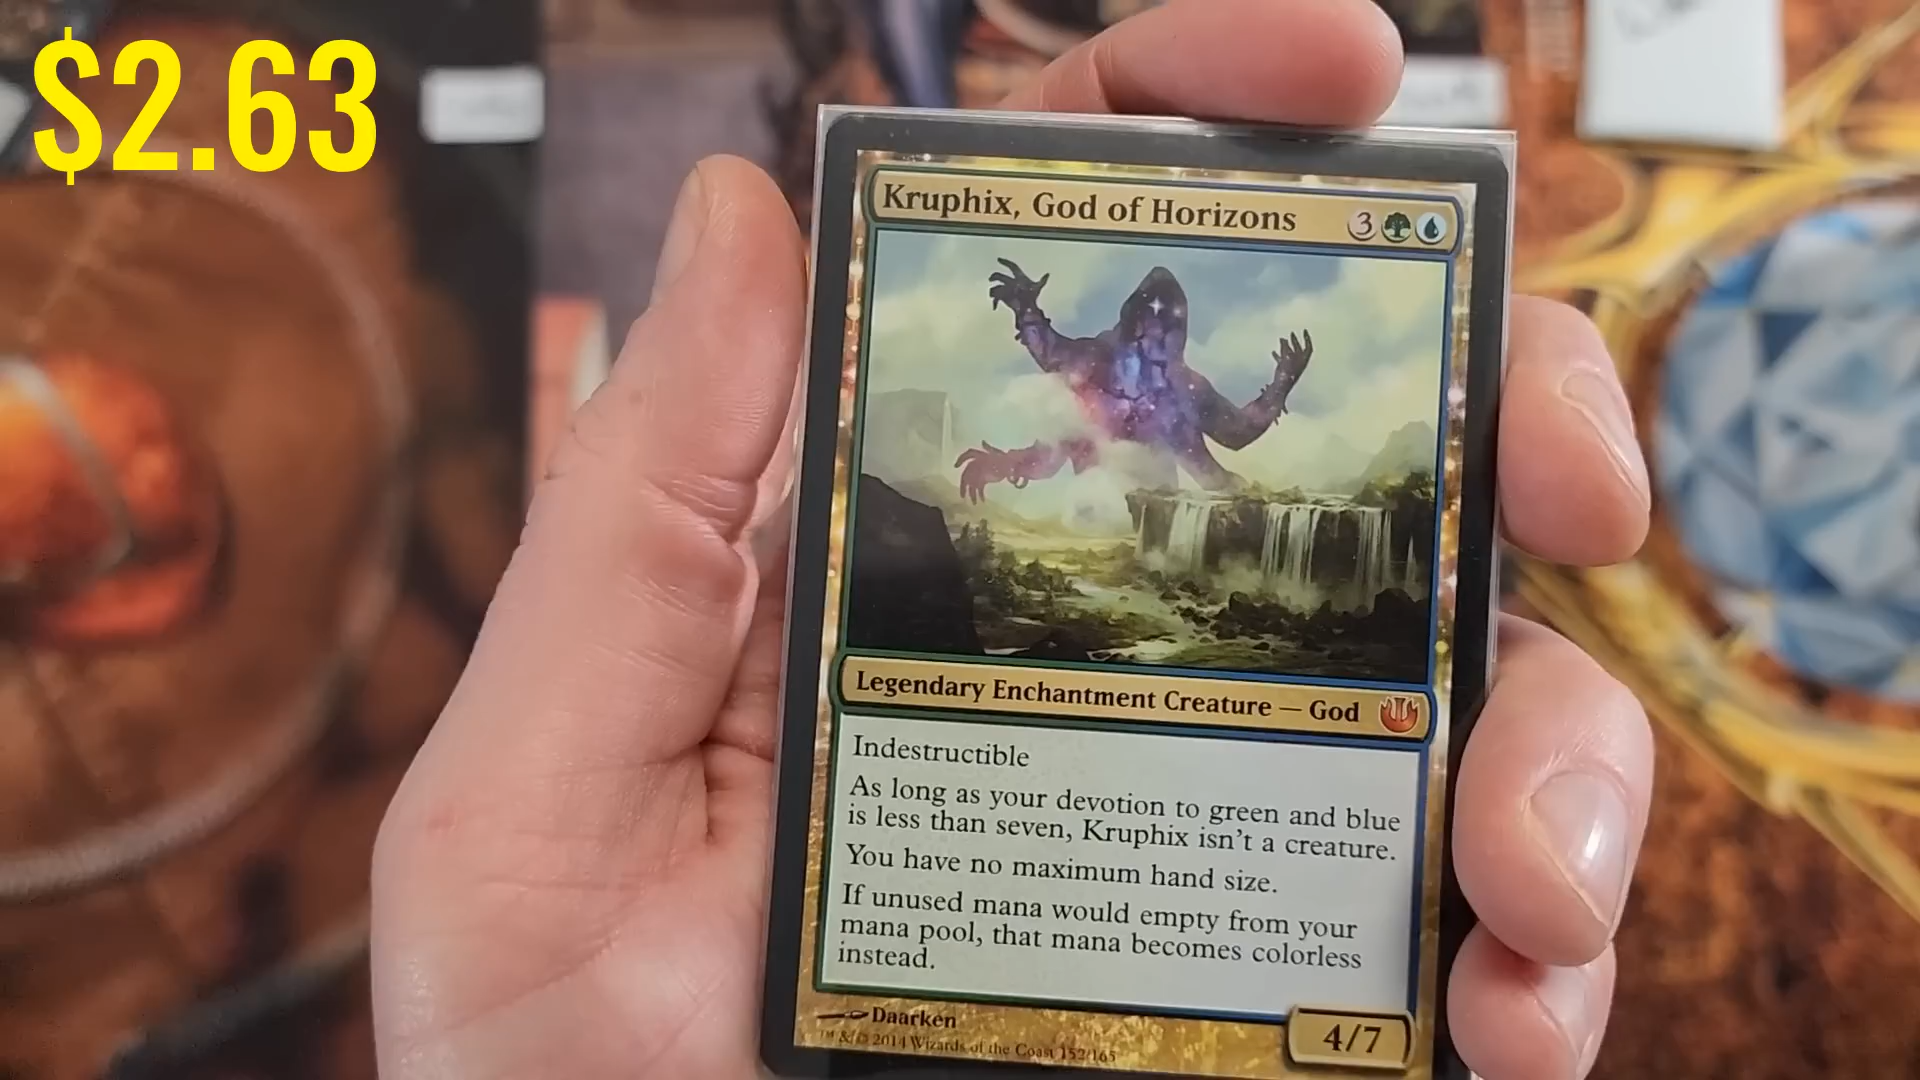 $2.63
Kruphix, God of Horizons 3
Legendary Enchantment Creature — God
Indestructible
As long as your devotion to green and blue
is less than seven, Kruphix isn't a creature.
You have no maximum hand size.
If unused mana would empty from your
mana pool, that mana becomes colorless
instead.
Daarken
4/7
™ & © 2014 Wizards of the Coast 152/165